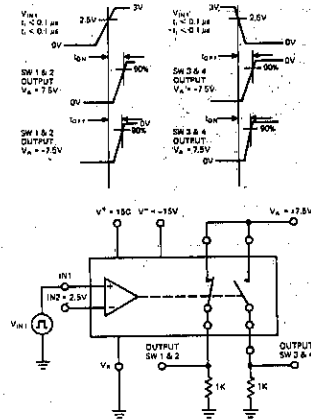 VIN1
tr < 0.1 µs
tf < 0.1 µs
3V
2.5V
0V
tON
SW 1 & 2
OUTPUT
VA = 7.5V
90%
0V
tOFF
SW 1 & 2
OUTPUT
VA = -7.5V
0V
90%
VIN1
tr < 0.1 µs
tf < 0.1 µs
3V
2.5V
0V
tOFF
SW 3 & 4
OUTPUT
VA = -7.5V
0V
90%
tON
SW 3 & 4
OUTPUT
VA = 7.5V
90%
0V
V+ = 15V
V- = -15V
VA = ±7.5V
IN1
IN2 = 2.5V
VIN1
VR
OUTPUT
SW 1 & 2
OUTPUT
SW 3 & 4
1K
1K